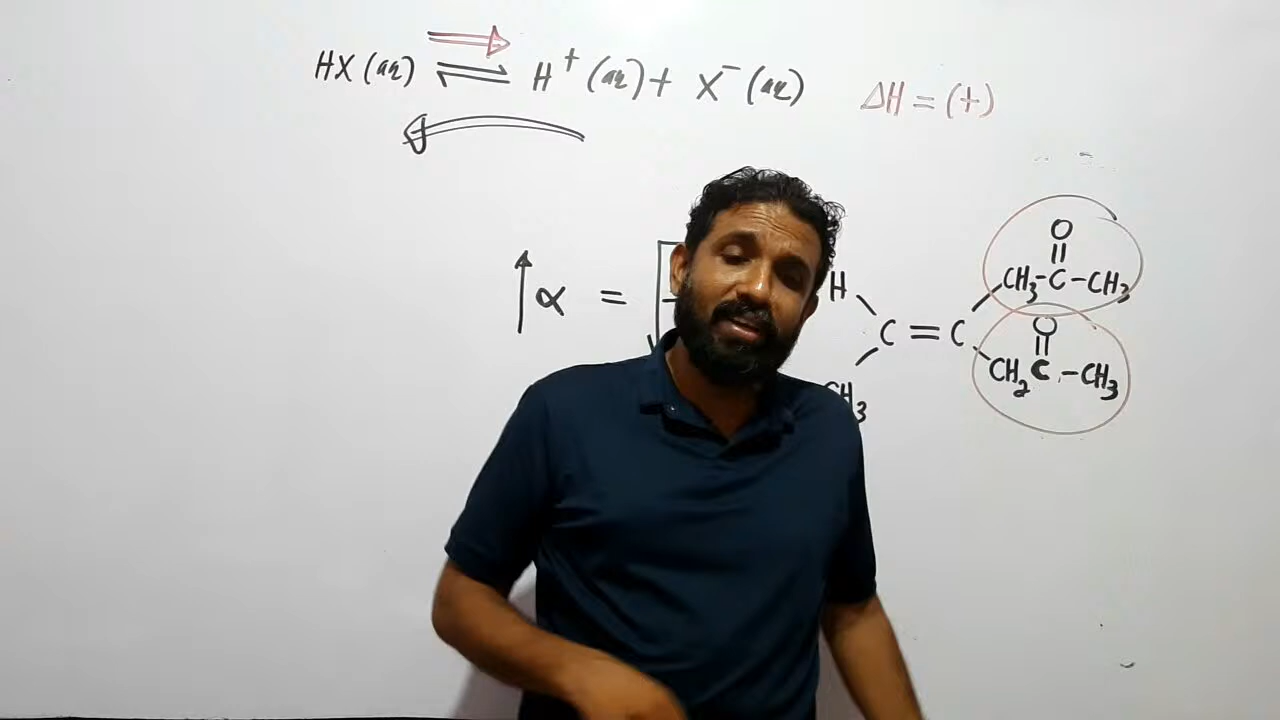 HX(aq) ⇌ H⁺(aq) + X⁻(aq)
ΔH = (+)
↑α =
O
||
CH₃-C-CH₃
H
C=C
O
||
CH₂ C-CH₃
CH₃